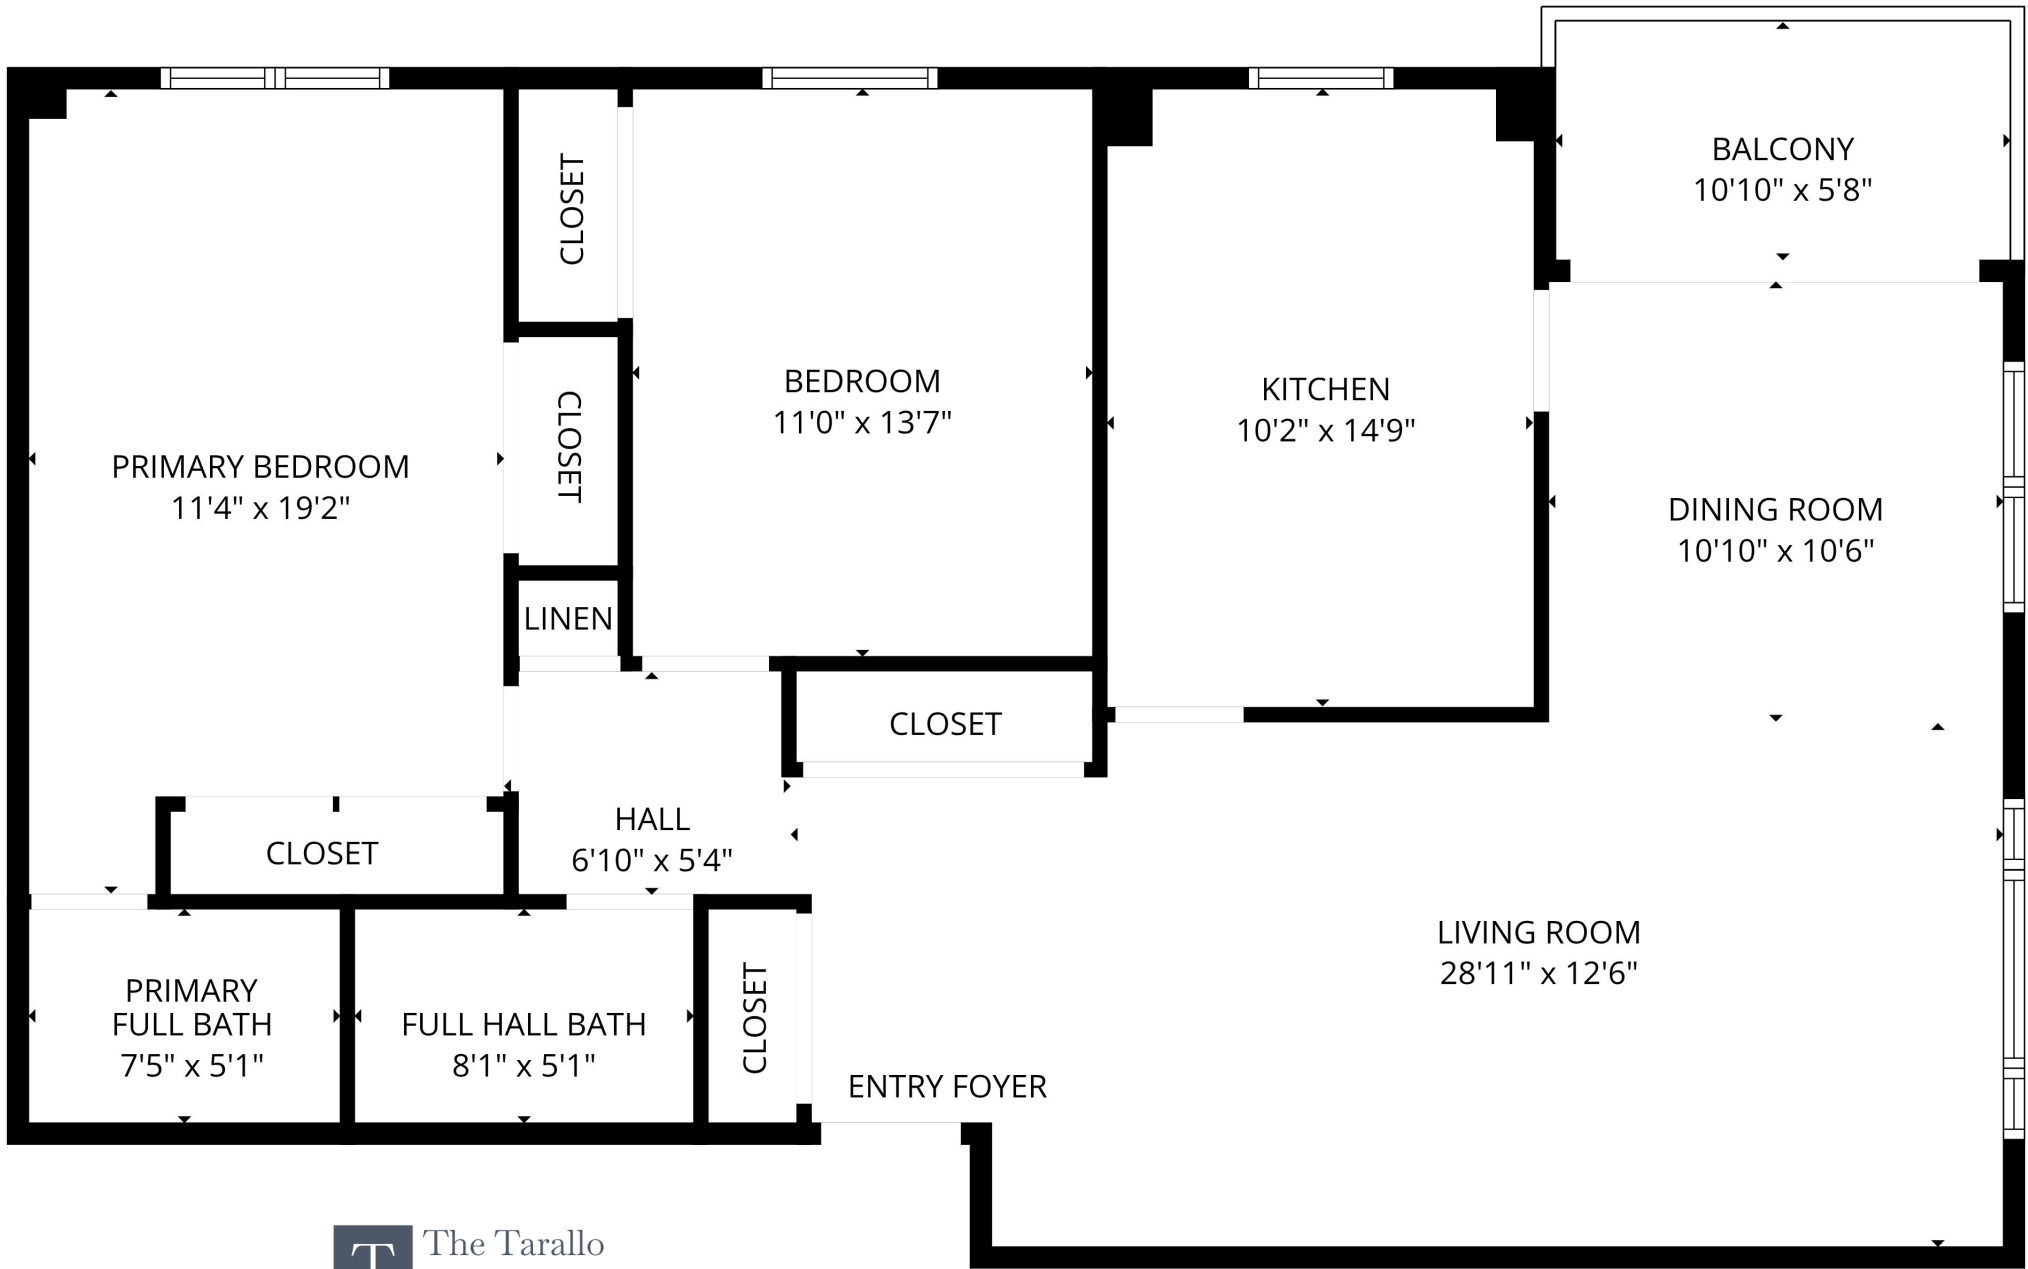 BALCONY
10'10" x 5'8"
CLOSET
BEDROOM
11'0" x 13'7"
KITCHEN
10'2" x 14'9"
CLOSET
PRIMARY BEDROOM
11'4" x 19'2"
DINING ROOM
10'10" x 10'6"
LINEN
CLOSET
HALL
6'10" x 5'4"
CLOSET
LIVING ROOM
28'11" x 12'6"
PRIMARY
FULL BATH
7'5" x 5'1"
FULL HALL BATH
8'1" x 5'1"
CLOSET
ENTRY FOYER
T
The Tarallo